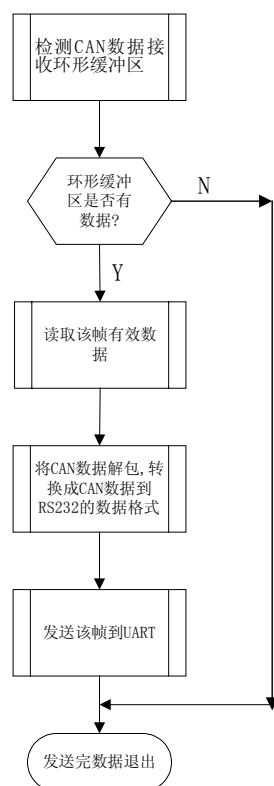 检测CAN数据接
收环形缓冲区
环形缓冲
区是否有
数据?
N
Y
读取该帧有效数
据
将CAN数据解包,转
换成CAN数据到
RS232的数据格式
发送该帧到UART
发送完数据退出